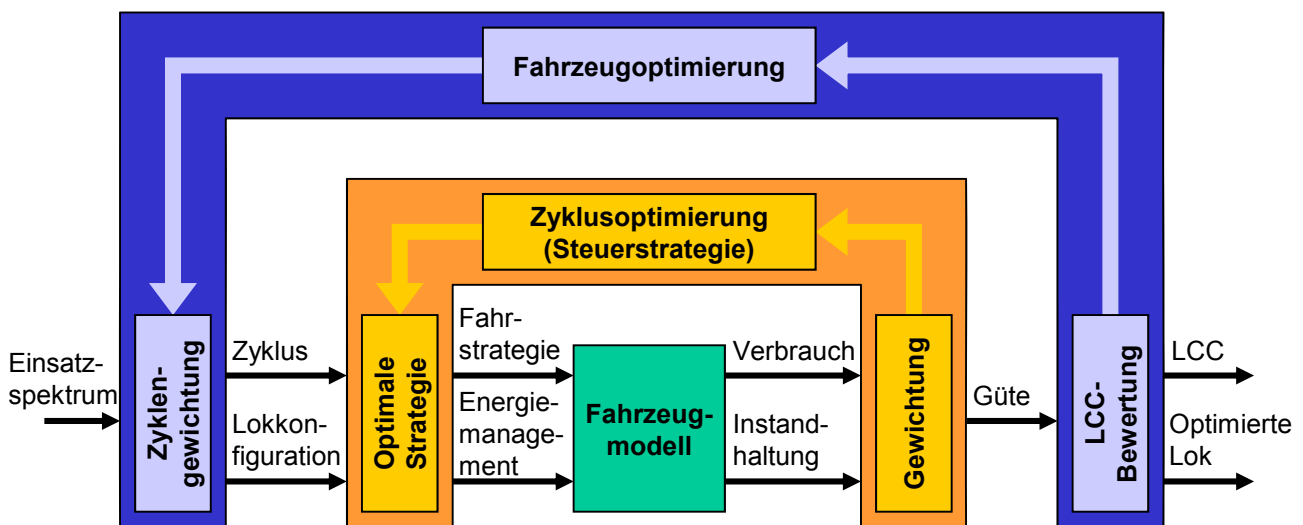 Fahrzeugoptimierung
Zyklusoptimierung
(Steuerstrategie)
Einsatz-
spektrum
Zyklen-
gewichtung
Zyklus
Lokkon-
figuration
Optimale
Strategie
Fahr-
strategie
Energie-
manage-
ment
Fahrzeug-
modell
Verbrauch
Instand-
haltung
Gewichtung
Güte
LCC-
Bewertung
LCC
Optimierte
Lok